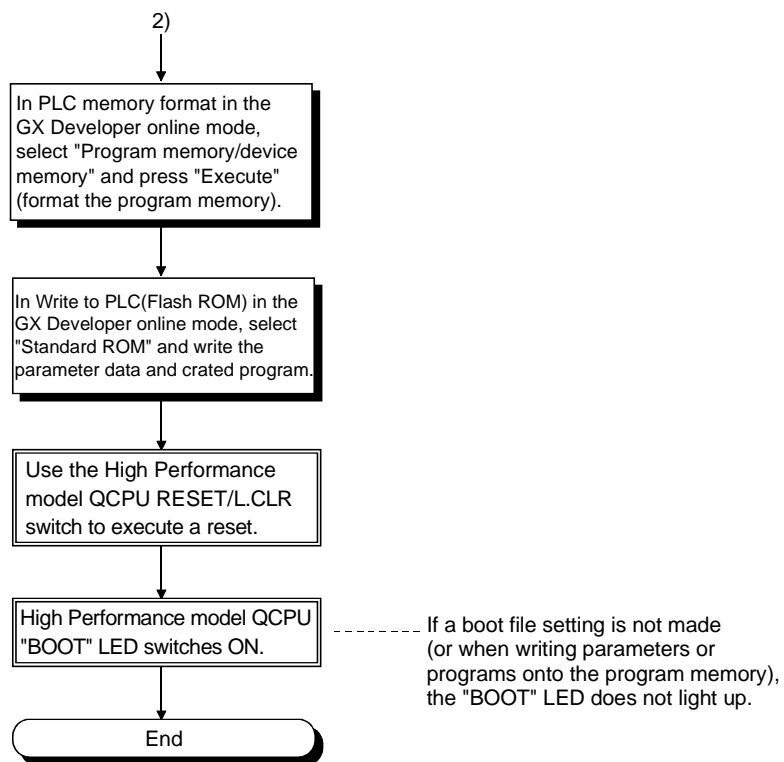 2)
In PLC memory format in the
GX Developer online mode,
select "Program memory/device
memory" and press "Execute"
(format the program memory).
In Write to PLC(Flash ROM) in the
GX Developer online mode, select
"Standard ROM" and write the
parameter data and crated program.
Use the High Performance
model QCPU RESET/L.CLR
switch to execute a reset.
High Performance model QCPU
"BOOT" LED switches ON.
If a boot file setting is not made
(or when writing parameters or
programs onto the program memory),
the "BOOT" LED does not light up.
End